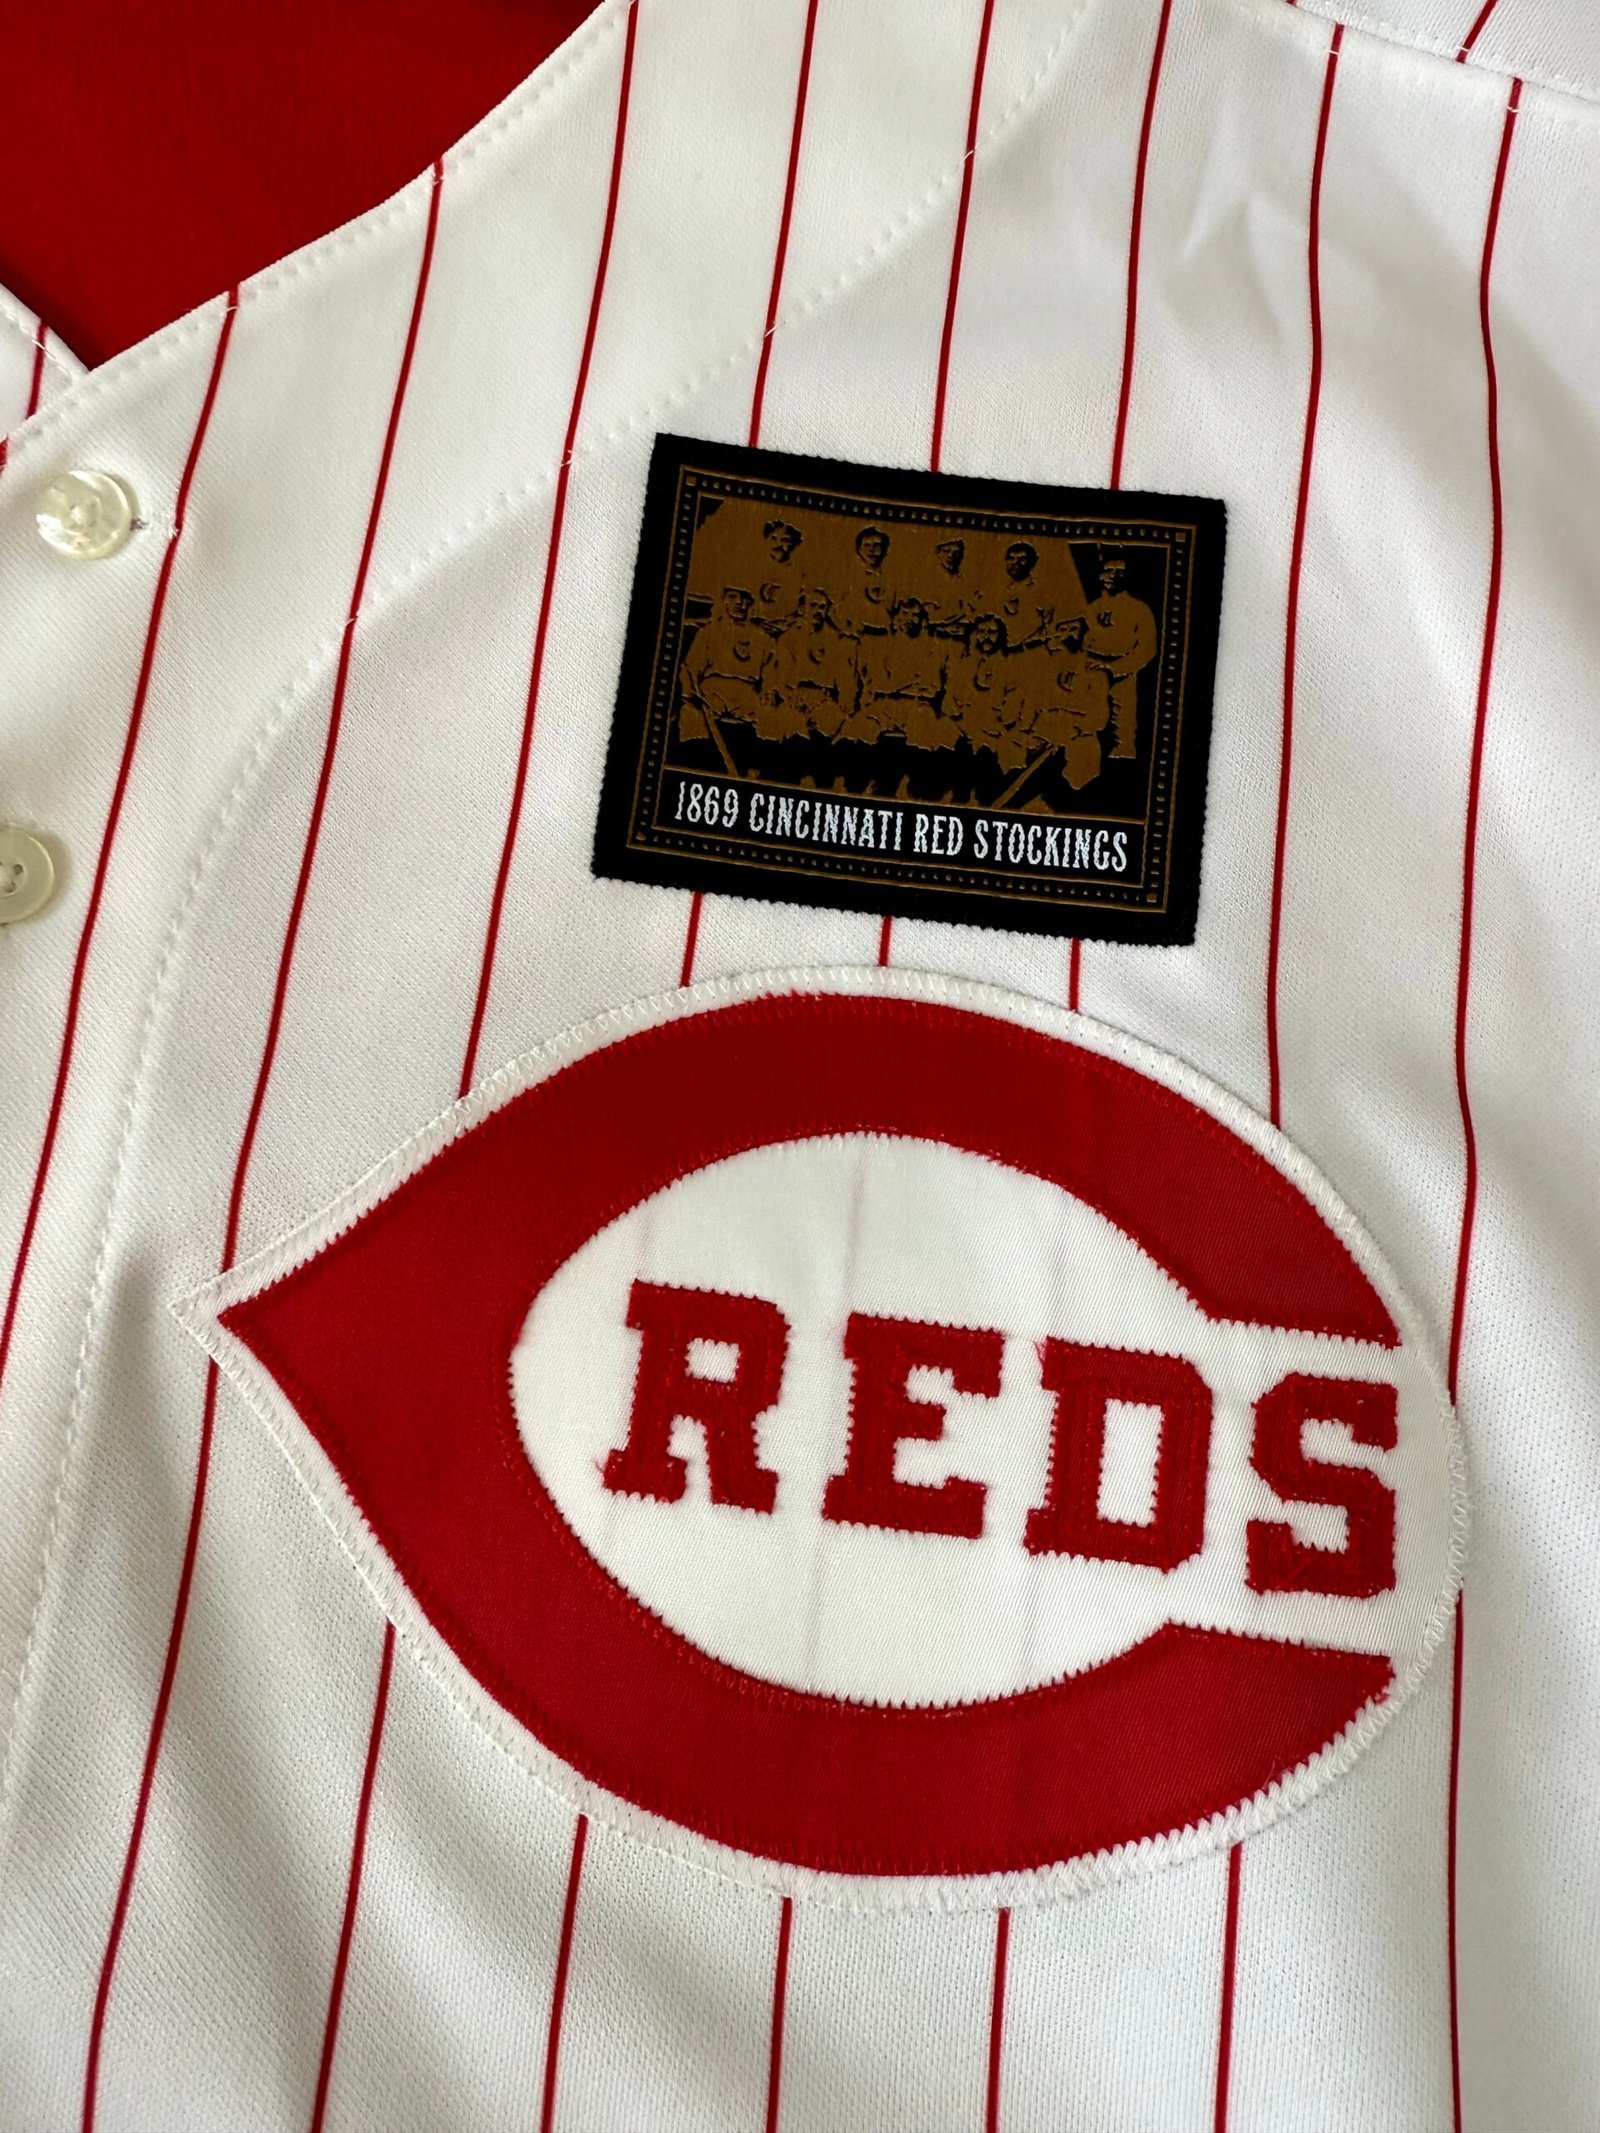 1869 CINCINNATI RED STOCKINGS
REDS